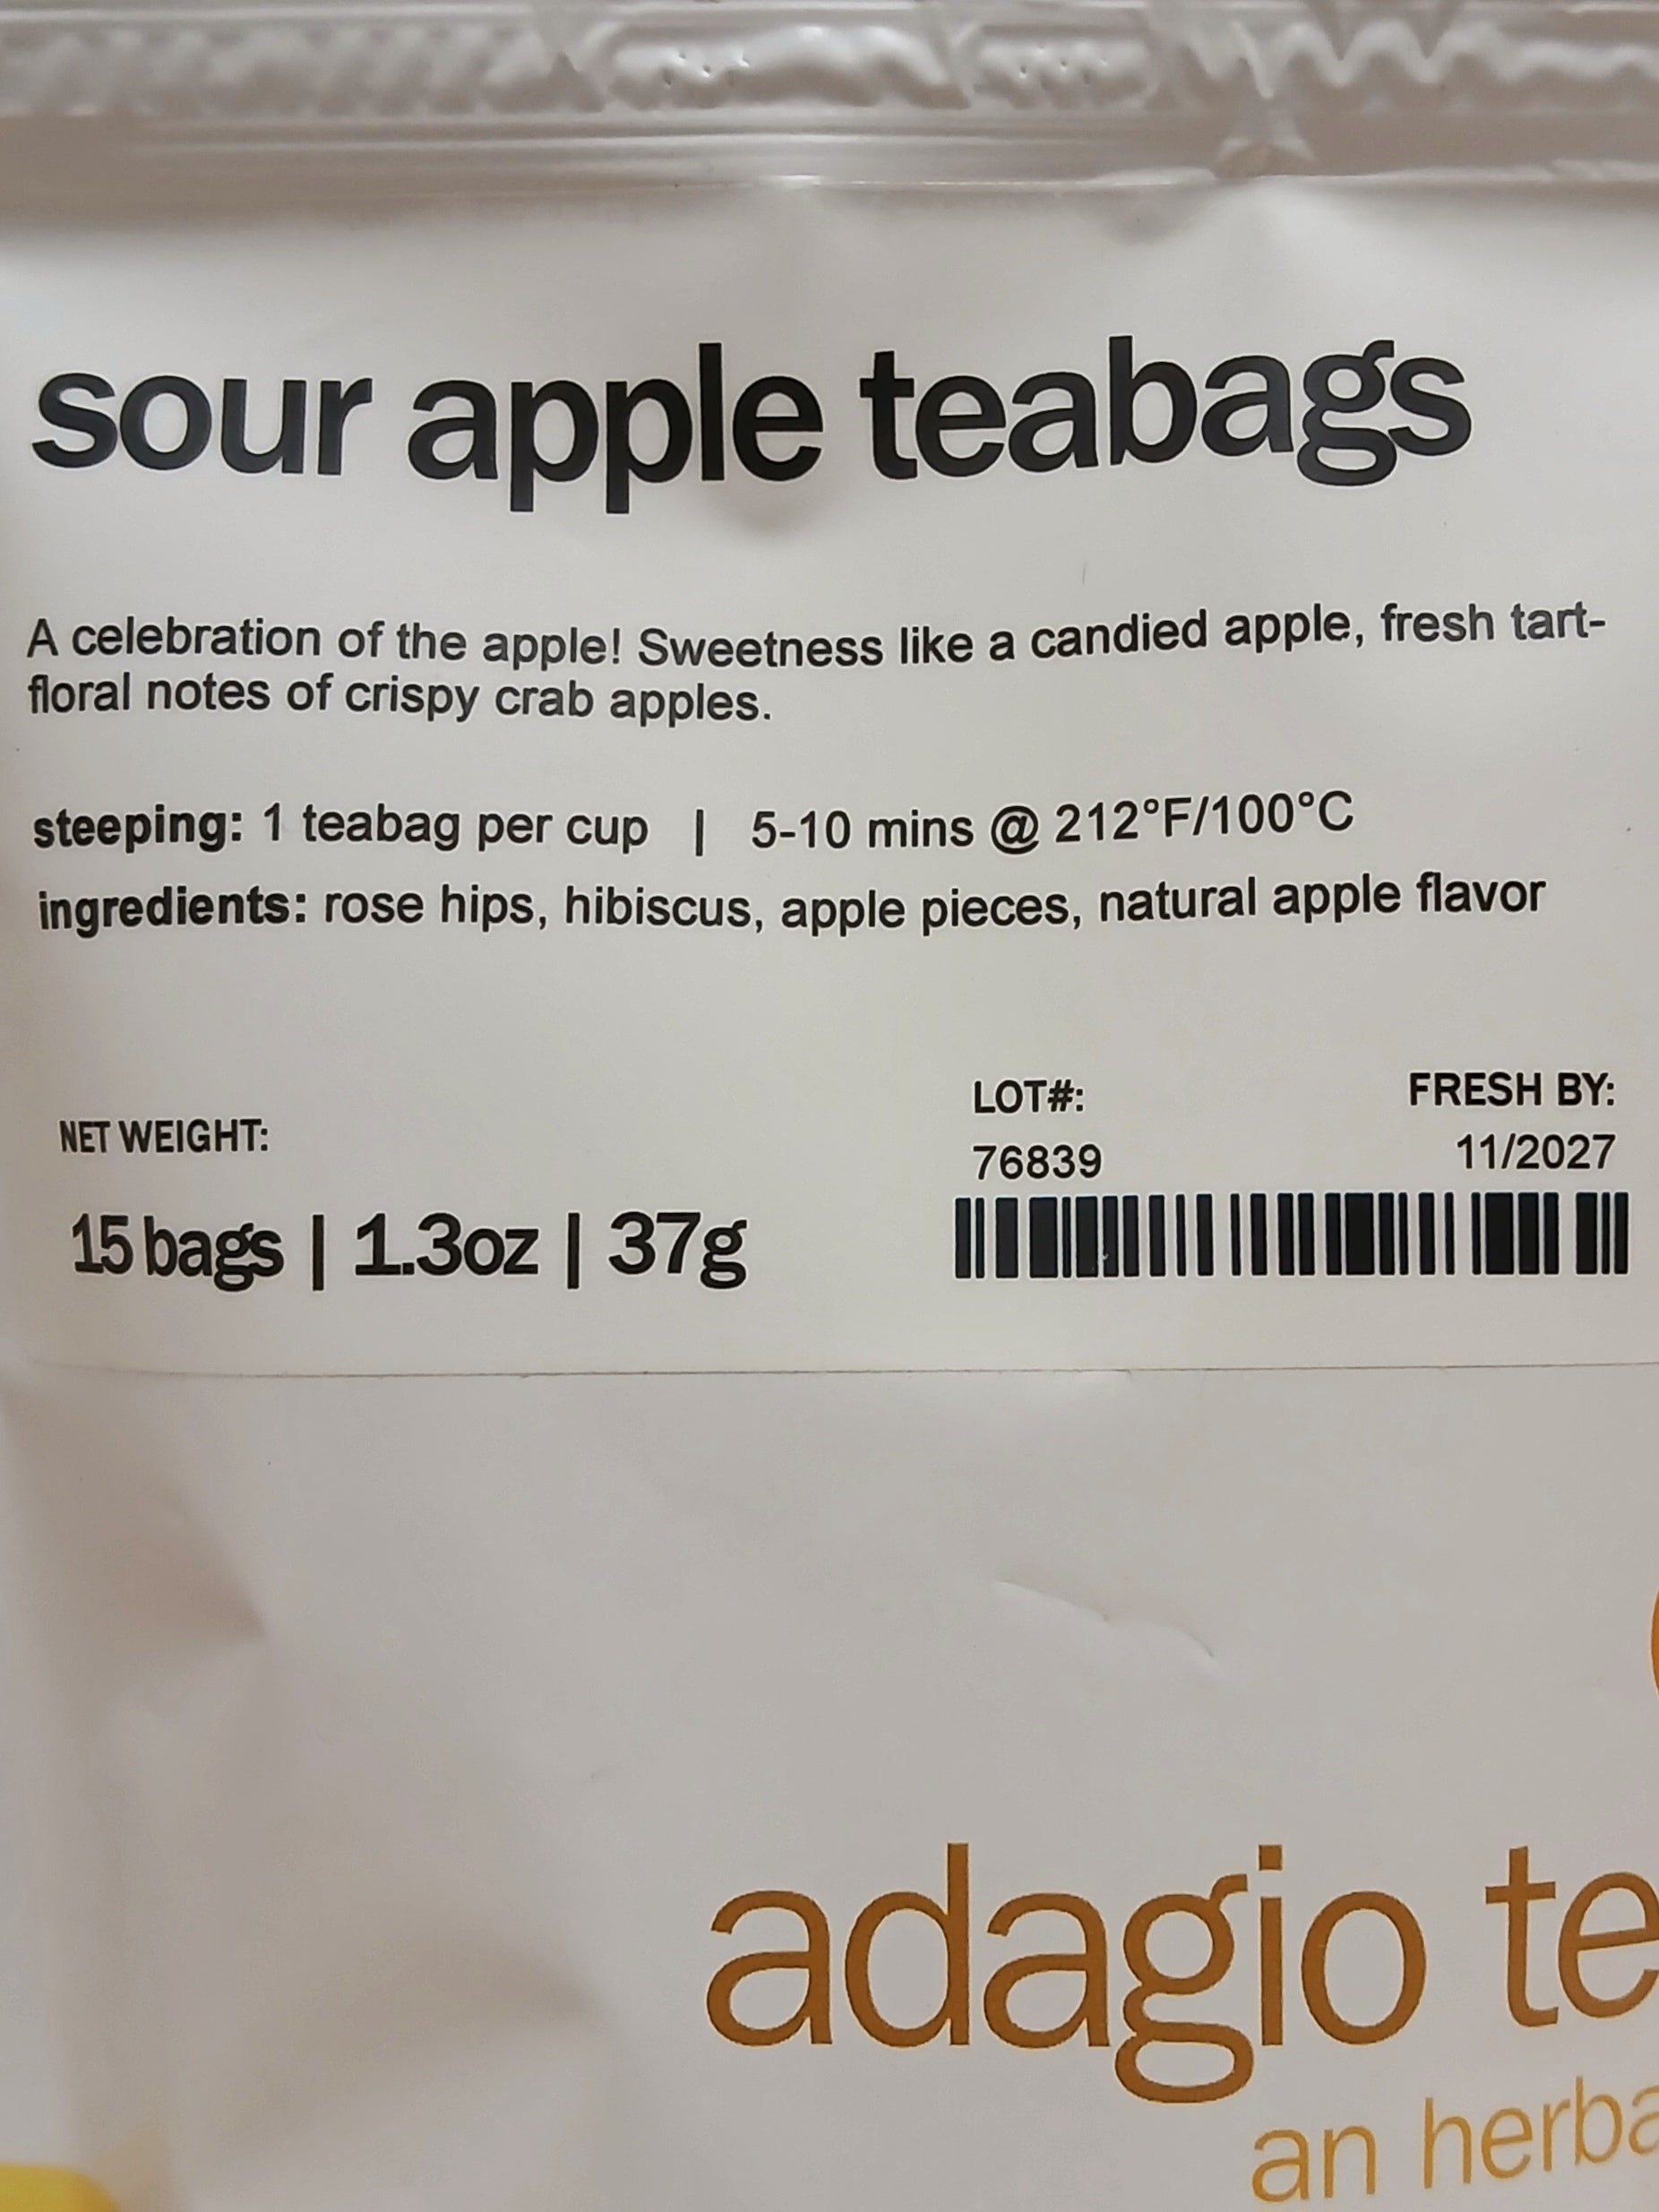 sour apple teabags
A celebration of the apple! Sweetness like a candied apple, fresh tart-
floral notes of crispy crab apples.
steeping: 1 teabag per cup | 5-10 mins @ 212°F/100°C
ingredients: rose hips, hibiscus, apple pieces, natural apple flavor
NET WEIGHT:
15 bags | 1.3oz | 37g
LOT#:
76839
FRESH BY:
11/2027
adagio te
an herba